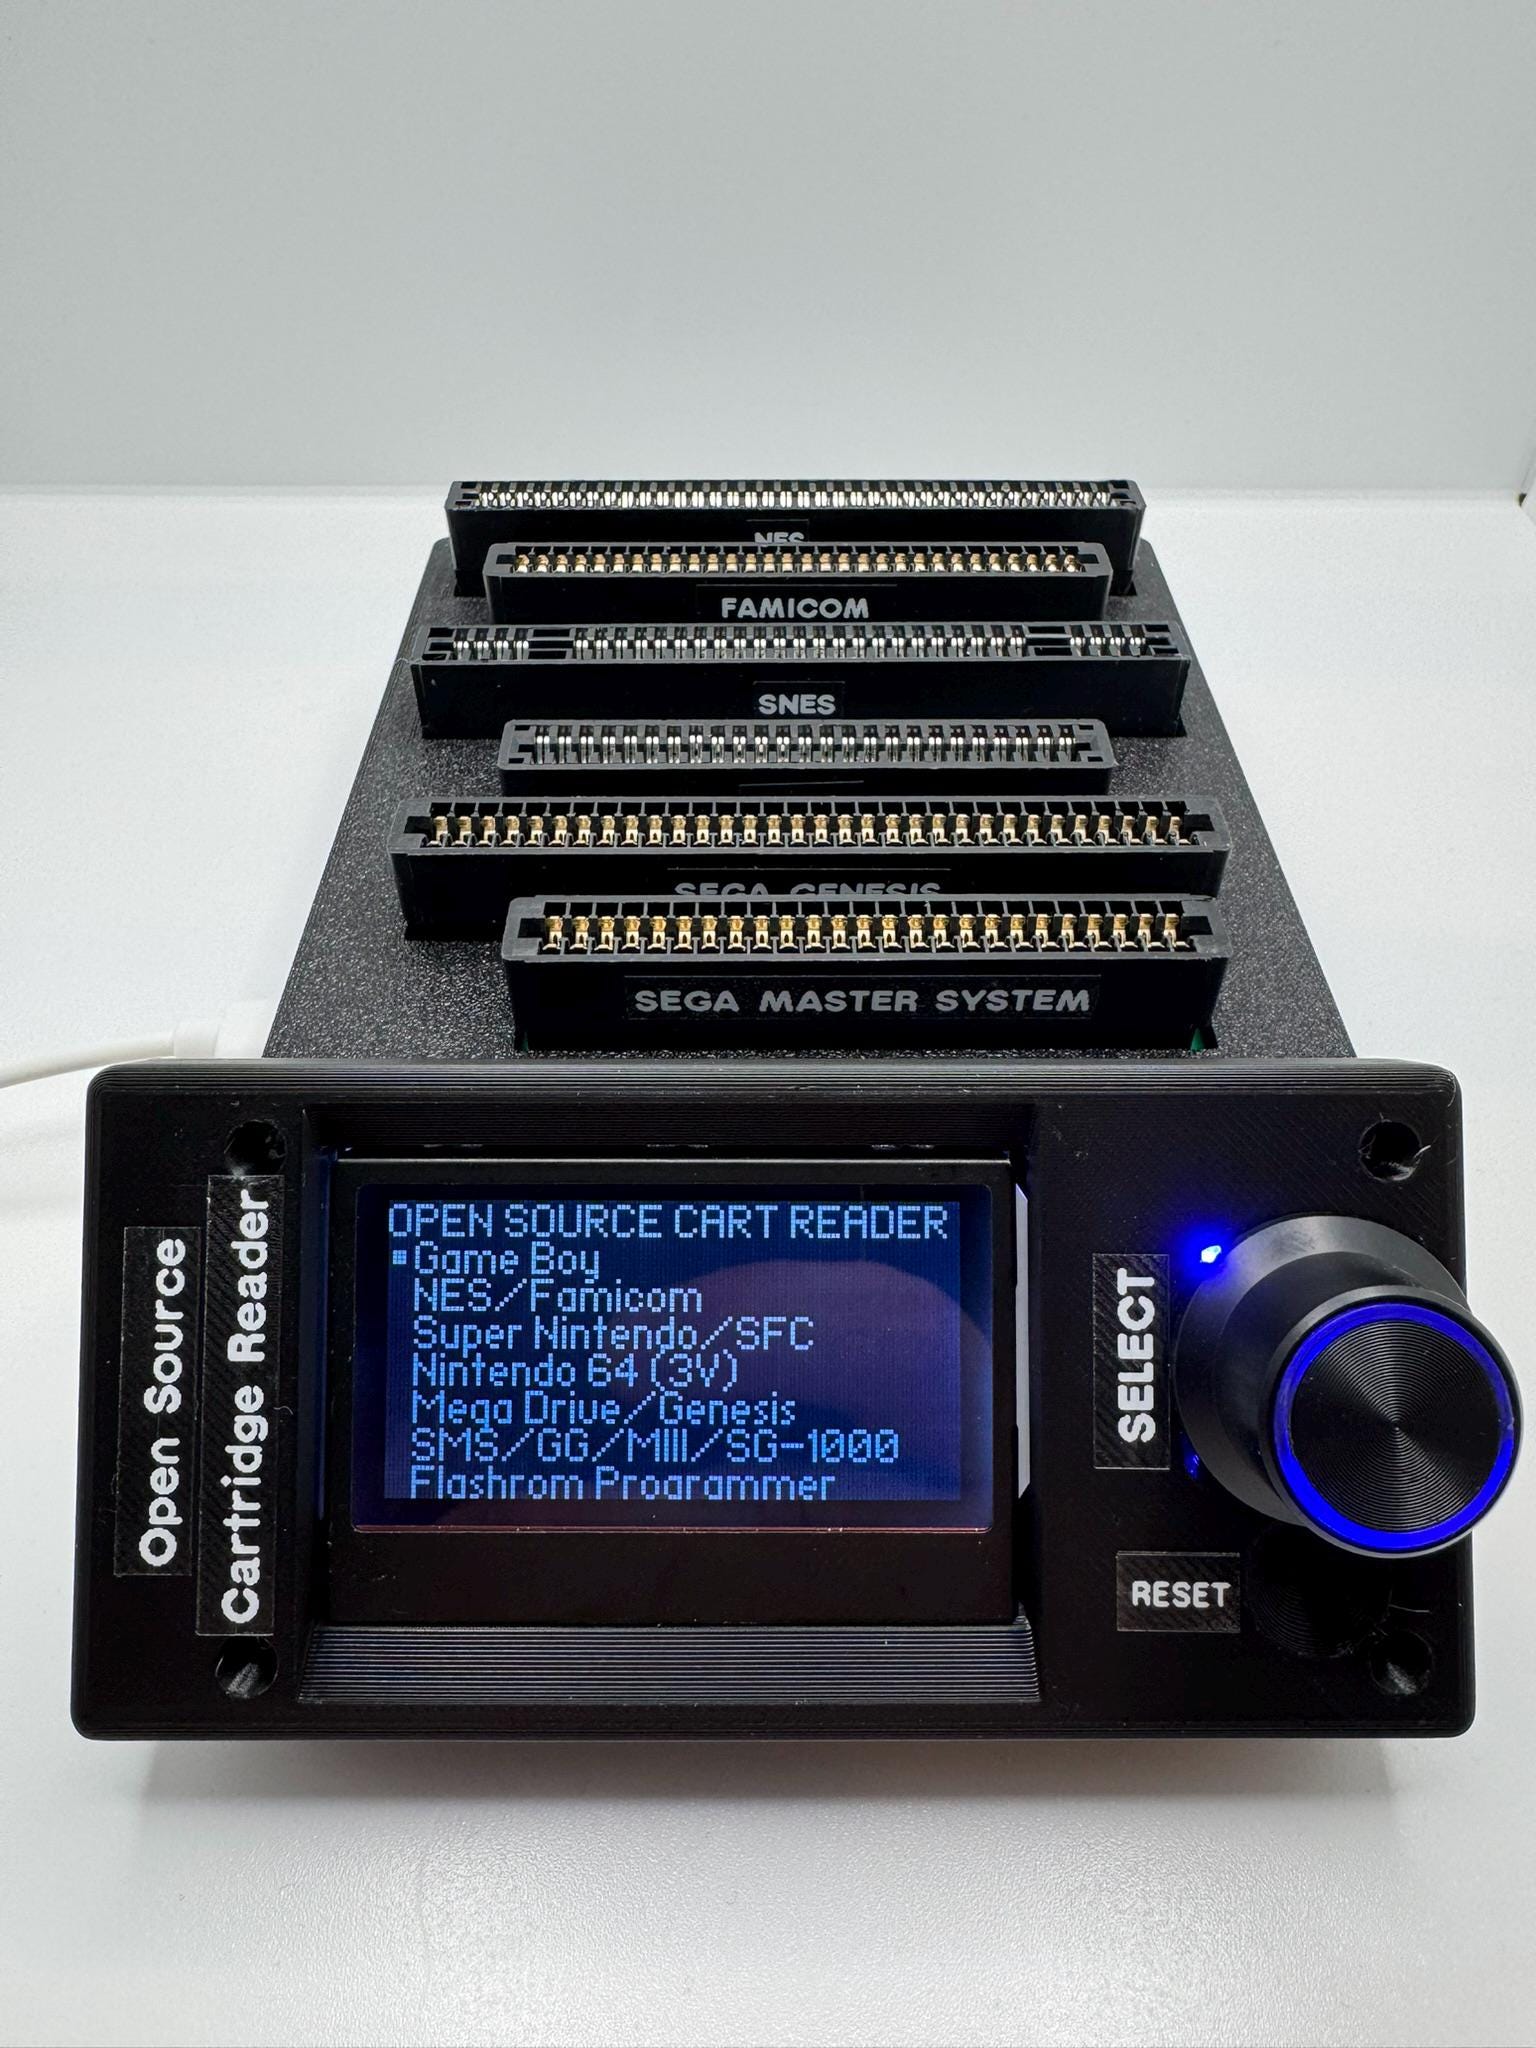 NES
FAMICOM
SNES
SEGA GENESIS
SEGA MASTER SYSTEM
Open Source
Cartridge Reader
OPEN SOURCE CART READER
Game Boy
NES/Famicom
Super Nintendo/SFC
Nintendo 64 (3V)
Mega Drive/Genesis
SMS/GG/MIII/SG-1000
Flashrom Programmer
SELECT
RESET